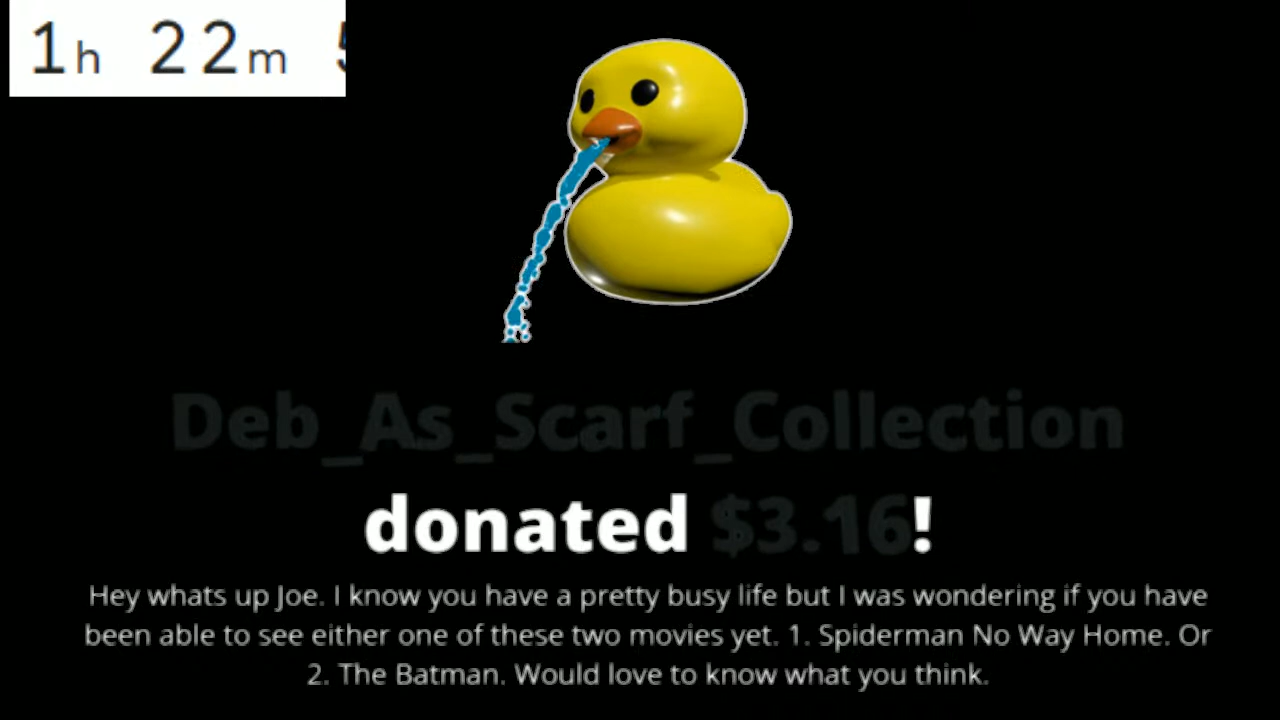 1h 22m
Deb_As_Scarf_Collection
donated $3.16!
Hey whats up Joe. I know you have a pretty busy life but I was wondering if you have
been able to see either one of these two movies yet. 1. Spiderman No Way Home. Or
2. The Batman. Would love to know what you think.